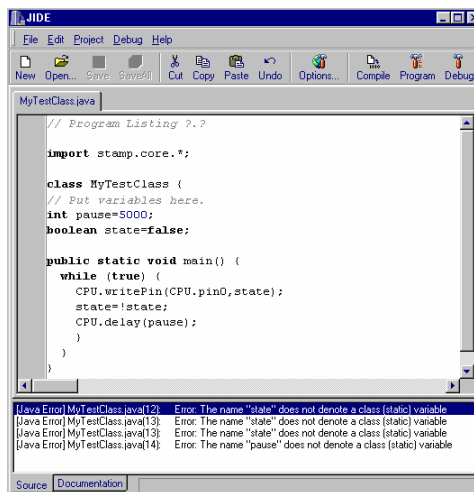 JIDE
File Edit Project Debug Help
New Open... Save SaveAll Cut Copy Paste Undo Options... Compile Program Debug
MyTestClass.java
// Program Listing ?.?
import stamp.core.*;
class MyTestClass {
// Put variables here.
int pause=5000;
boolean state=false;
public static void main() {
while (true) {
CPU.writePin(CPU.pin0,state);
state=!state;
CPU.delay(pause);
}
}
}
[Java Error] MyTestClass.java(12): Error: The name "state" does not denote a class (static) variable
[Java Error] MyTestClass.java(13): Error: The name "state" does not denote a class (static) variable
[Java Error] MyTestClass.java(13): Error: The name "state" does not denote a class (static) variable
[Java Error] MyTestClass.java(14): Error: The name "pause" does not denote a class (static) variable
Source Documentation